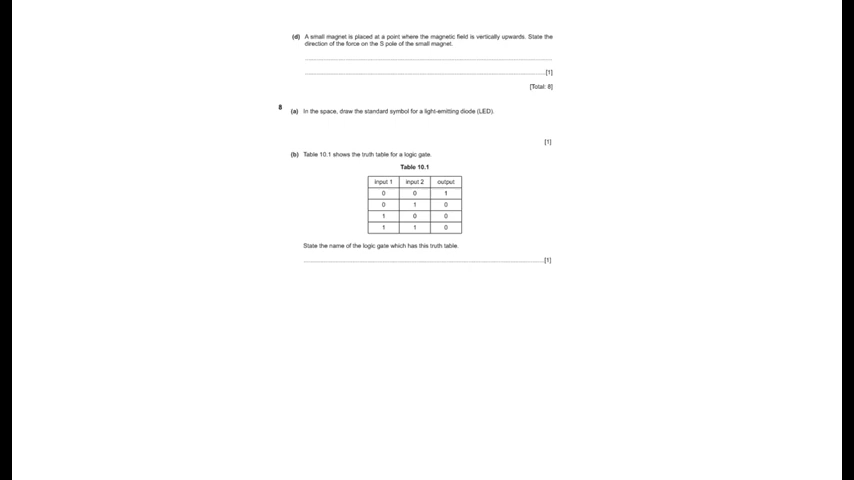 (d) A small magnet is placed at a point where the magnetic field is vertically upwards. State the
direction of the force on the S pole of the small magnet.
[1]
[Total: 8]
8
(a) In the space, draw the standard symbol for a light-emitting diode (LED).
[1]
(b) Table 10.1 shows the truth table for a logic gate.
Table 10.1
input 1 input 2 output
0 0 1
0 1 0
1 0 0
1 1 0
State the name of the logic gate which has this truth table.
[1]